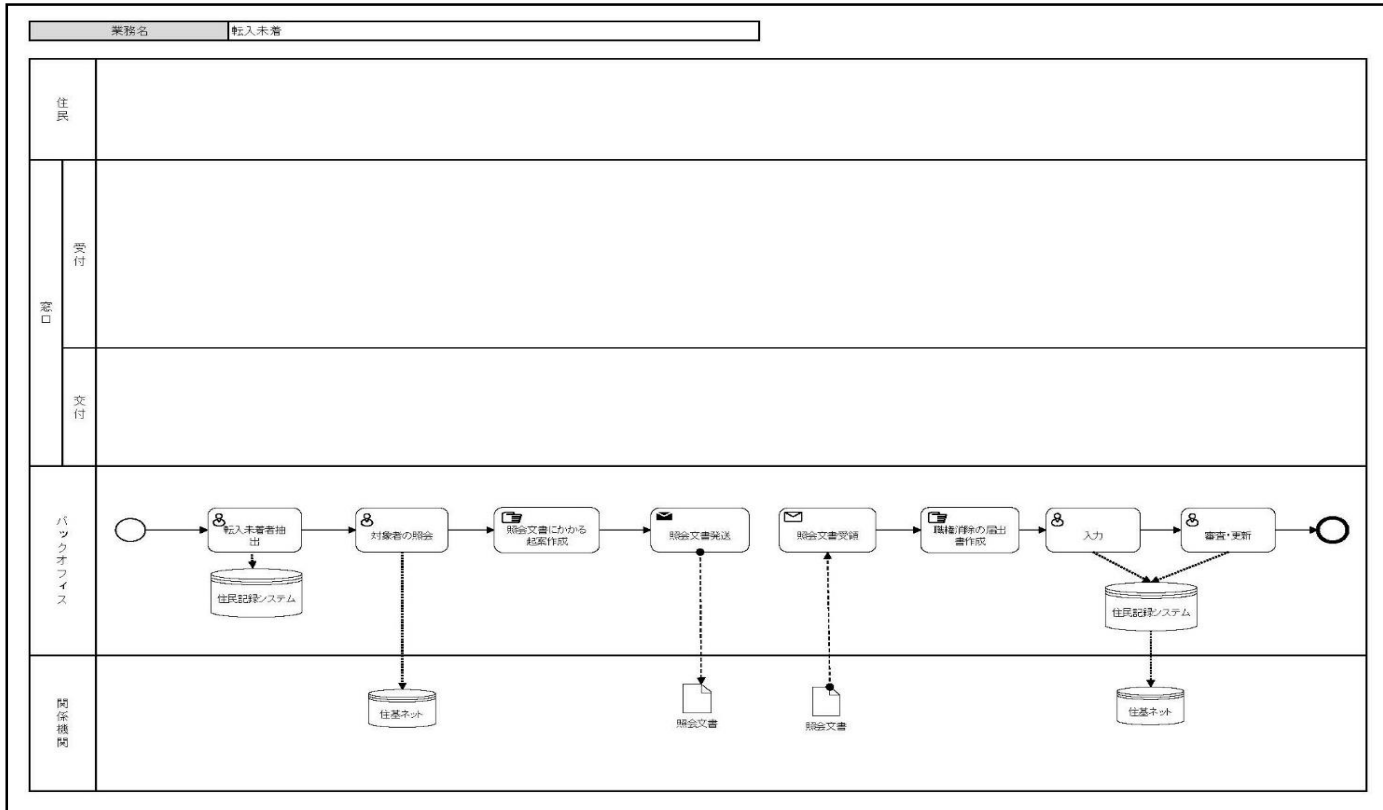 業務名
転入未着
住民
窓口
受付
交付
バックオフィス
転入未着者抽
出
対象者の照会
照会文書にかかる
起案作成
照会文書発送
照会文書受領
職権消除の届出
書作成
入力
審査・更新
住民記録システム
住民記録システム
関係機関
住基ネット
照会文書
照会文書
住基ネット